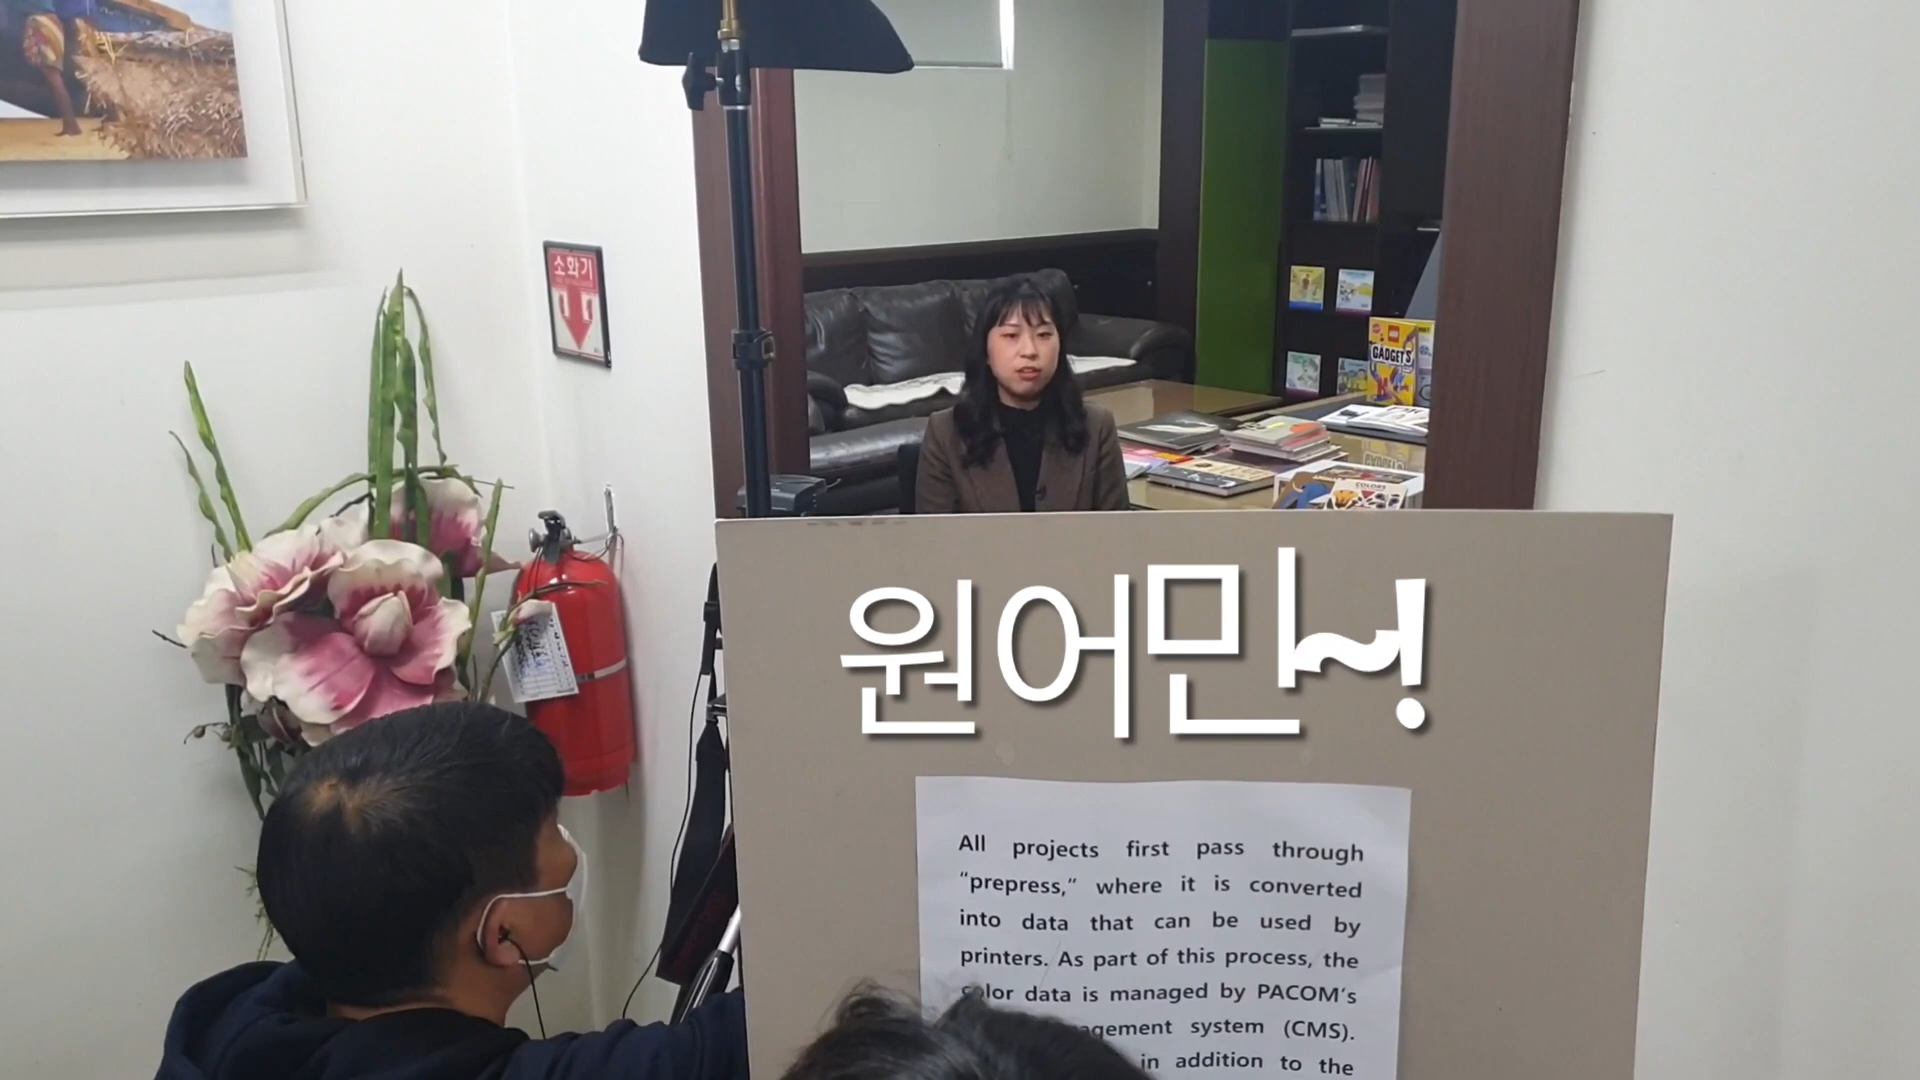 소화기
LEGO
GADGETS
COLORS
원어민~!
All projects first pass through
"prepress," where it is converted
into data that can be used by
printers. As part of this process, the
color data is managed by PACOM's
system (CMS).
in addition to the